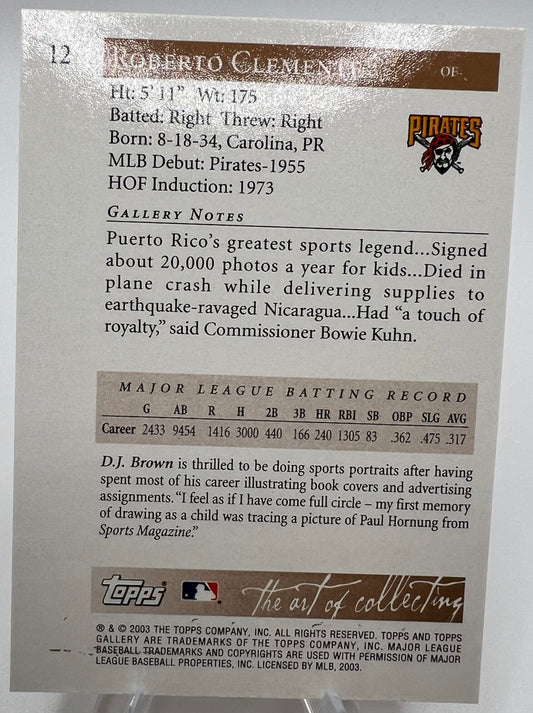 12
ROBERTO CLEMENTE
OF
Ht: 5' 11" Wt: 175
Batted: Right Threw: Right
Born: 8-18-34, Carolina, PR
MLB Debut: Pirates-1955
HOF Induction: 1973
PIRATES
GALLERY NOTES
Puerto Rico's greatest sports legend...Signed
about 20,000 photos a year for kids...Died in
plane crash while delivering supplies to
earthquake-ravaged Nicaragua...Had "a touch of
royalty," said Commissioner Bowie Kuhn.
MAJOR LEAGUE BATTING RECORD
G AB R H 2B 3B HR RBI SB OBP SLG AVG
Career 2433 9454 1416 3000 440 166 240 1305 83 .362 .475 .317
D.J. Brown is thrilled to be doing sports portraits after having
spent most of his career illustrating book covers and advertising
assignments. "I feel as if I have come full circle – my first memory
of drawing as a child was tracing a picture of Paul Hornung from
Sports Magazine."
topps
the art of collecting
® & © 2003 THE TOPPS COMPANY, INC. ALL RIGHTS RESERVED. TOPPS AND TOPPS
GALLERY ARE TRADEMARKS OF THE TOPPS COMPANY, INC. MAJOR LEAGUE
BASEBALL TRADEMARKS AND COPYRIGHTS ARE USED WITH PERMISSION OF MAJOR
LEAGUE BASEBALL PROPERTIES, INC. LICENSED BY MLB, 2003.